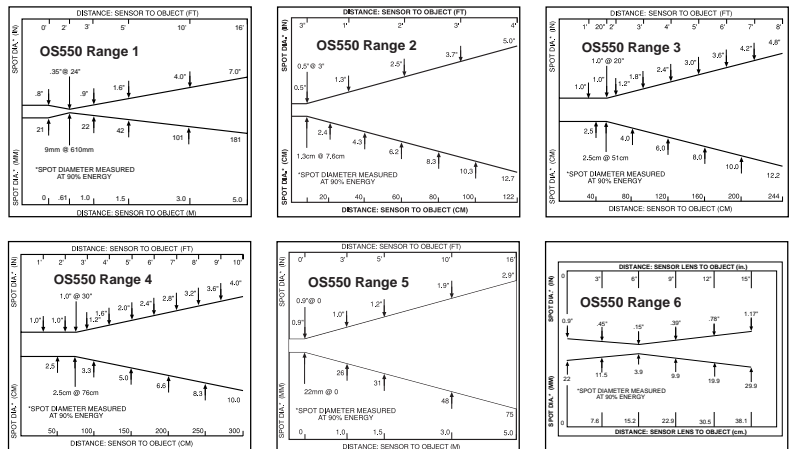 DISTANCE: SENSOR TO OBJECT (FT)
0' 2' 3' 5' 10' 16'
SPOT DIA.* (IN)
OS550 Range 1
.8" .35"@ 24" .9" 1.6" 4.0" 7.0"
21 22 42 101 181
9mm @ 610mm
*SPOT DIAMETER MEASURED
AT 90% ENERGY
SPOT DIA.* (MM)
0 .61 1.0 1.5 3.0 5.0
DISTANCE: SENSOR TO OBJECT (M)
DISTANCE: SENSOR TO OBJECT (FT)
3" 1' 2' 3' 4'
SPOT DIA.* (IN)
OS550 Range 2
0.5"@ 3"
0.5" 1.3" 2.5" 3.7" 5.0"
2.4 4.3 6.2 8.3 10.3 12.7
1.3cm @ 7.6cm
*SPOT DIAMETER MEASURED
AT 90% ENERGY
SPOT DIA.* (CM)
20 40 60 80 100 122
DISTANCE: SENSOR TO OBJECT (CM)
DISTANCE: SENSOR TO OBJECT (FT)
1' 20" 2' 3' 4' 5' 6' 7' 8'
SPOT DIA.* (IN)
OS550 Range 3
1.0" @ 20"
1.0" 1.0" 1.2" 1.8" 2.4" 3.0" 3.6" 4.2" 4.8"
2.5 4.0 6.0 8.0 10.0 12.2
2.5cm @ 51cm
*SPOT DIAMETER MEASURED
AT 90% ENERGY
SPOT DIA.* (CM)
40 80 120 160 200 244
DISTANCE: SENSOR TO OBJECT (CM)
DISTANCE: SENSOR TO OBJECT (FT)
1' 2' 3' 4' 5' 6' 7' 8' 9' 10'
SPOT DIA.* (IN)
OS550 Range 4
1.0" @ 30"
1.0" 1.0" 1.2" 1.6" 2.0" 2.4" 2.8" 3.2" 3.6" 4.0"
2.5 3.3 5.0 6.6 8.3 10.0
2.5cm @ 76cm
*SPOT DIAMETER MEASURED
AT 90% ENERGY
SPOT DIA.* (CM)
50 100 150 200 250 300
DISTANCE: SENSOR TO OBJECT (CM)
DISTANCE: SENSOR TO OBJECT (FT)
0' 3' 5' 10' 16'
SPOT DIA.* (IN)
OS550 Range 5
0.9"@ 0
0.9" 1.0" 1.2" 1.9" 2.9"
26 31 48 75
22mm @ 0
*SPOT DIAMETER MEASURED
AT 90% ENERGY
SPOT DIA.* (MM)
0 1.0 1.5 3.0 5.0
DISTANCE: SENSOR TO OBJECT (M)
DISTANCE: SENSOR LENS TO OBJECT (in.)
0 3" 6" 9" 12" 15"
SPOT DIA.* (IN)
OS550 Range 6
0.9" .45" .15" .39" .78" 1.17"
22 11.5 3.9 9.9 19.9 29.9
*SPOT DIAMETER MEASURED
AT 90% ENERGY
SPOT DIA.* (MM)
0 7.6 15.2 22.9 30.5 38.1
DISTANCE: SENSOR LENS TO OBJECT (cm.)